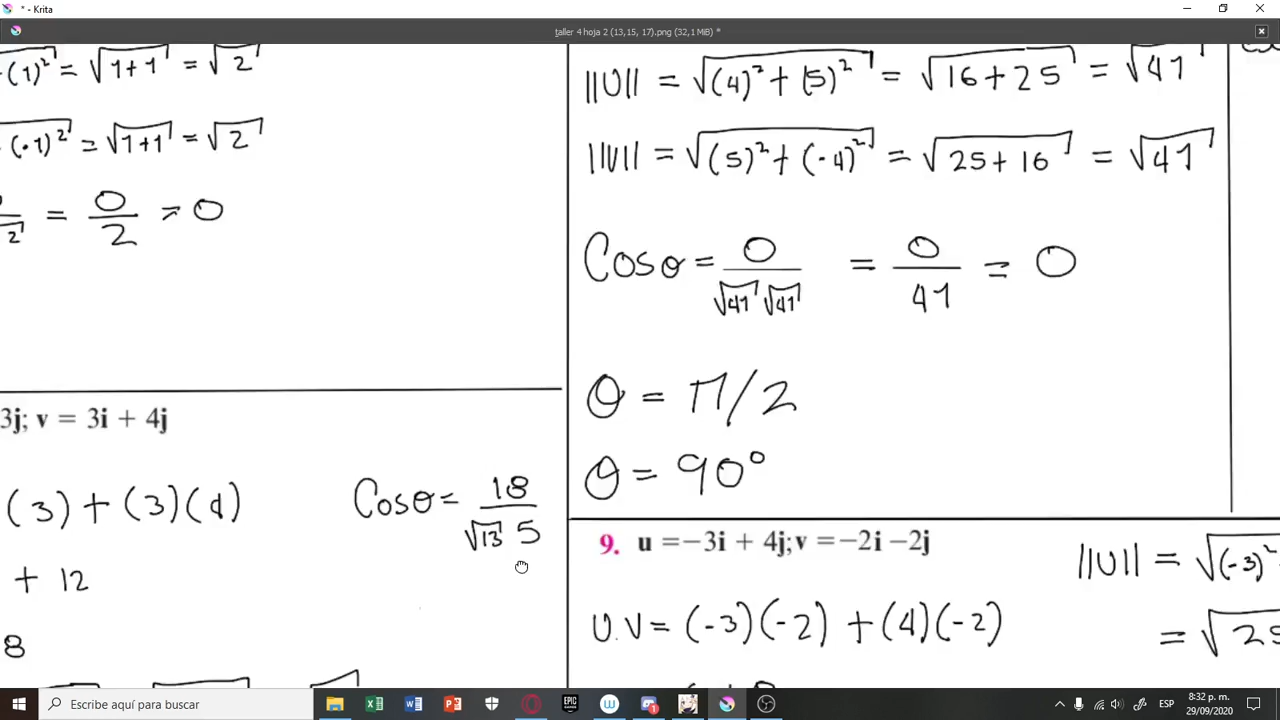 * - Krita
taller 4 hoja 2 (13,15, 17).png (32,1 MiB) *
(1)² = √1+1 = √2
(-1)² = √1+1 = √2
= 0/2 = 0
||U|| = √(4)² + (5)² = √16+25 = √41
||V|| = √(5)² + (-4)² = √25+16 = √41
Cosθ = 0/√41 √41 = 0/41 = 0
θ = π/2
θ = 90°
3j; v = 3i + 4j
(3) + (3)(4)
+ 12
8
Cosθ = 18/√13 5
9. u =−3i + 4j;v =−2i −2j
U.V = (-3)(-2) + (4)(-2)
||U|| = √(-3)²
= √25
Escribe aquí para buscar
ESP
8:32 p. m.
29/09/2020